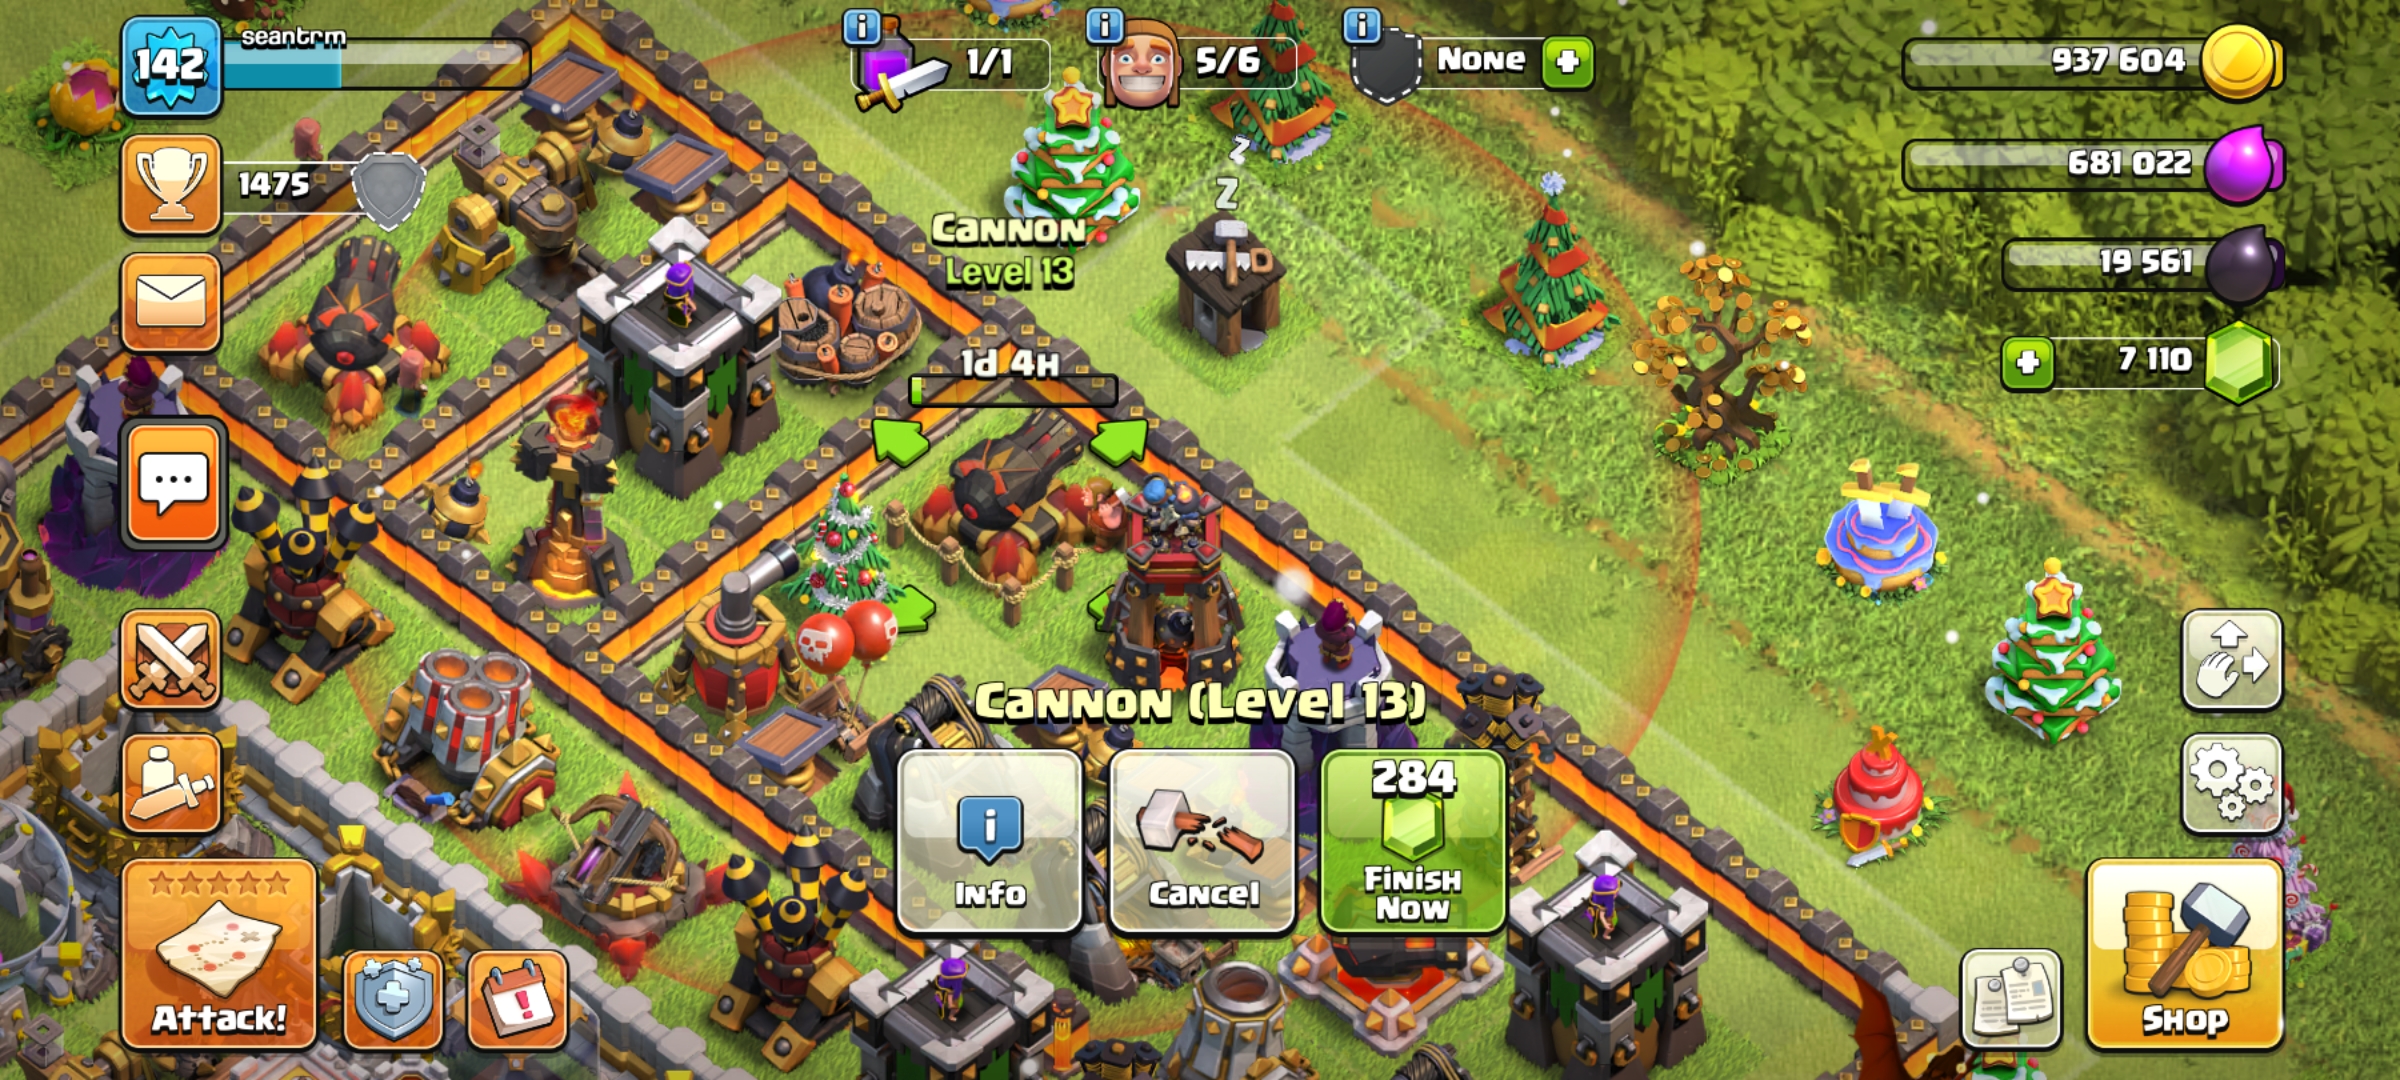 142
seantrm
1/1
5/6
None
937 604
681 022
19 561
7 110
1475
z
Z
Cannon
Level 13
1d 4H
Cannon (Level 13)
Info
Cancel
284
Finish
Now
Attack!
Shop